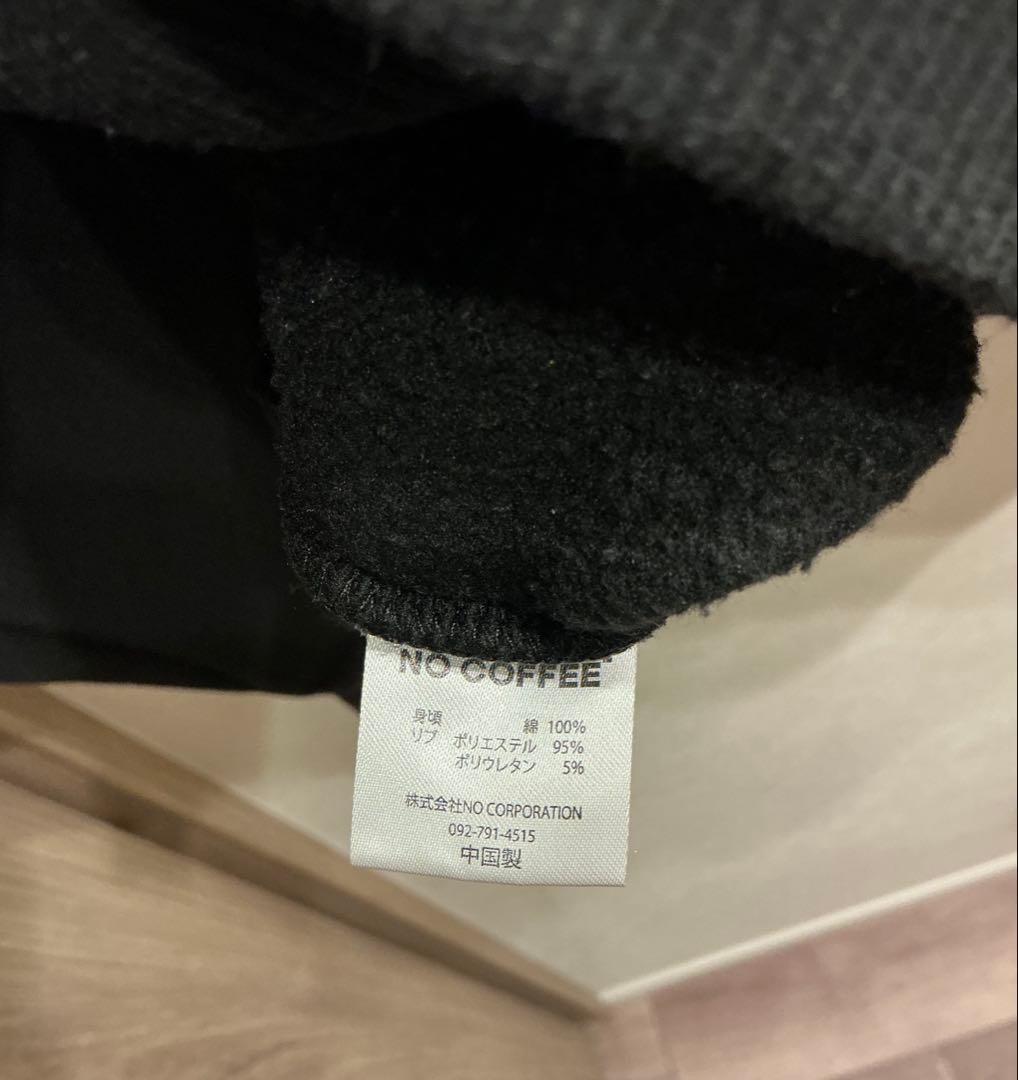 NO COFFEE
身頃 綿 100%
リブ ポリエステル 95%
ポリウレタン 5%
株式会社NO CORPORATION
092-791-4515
中国製